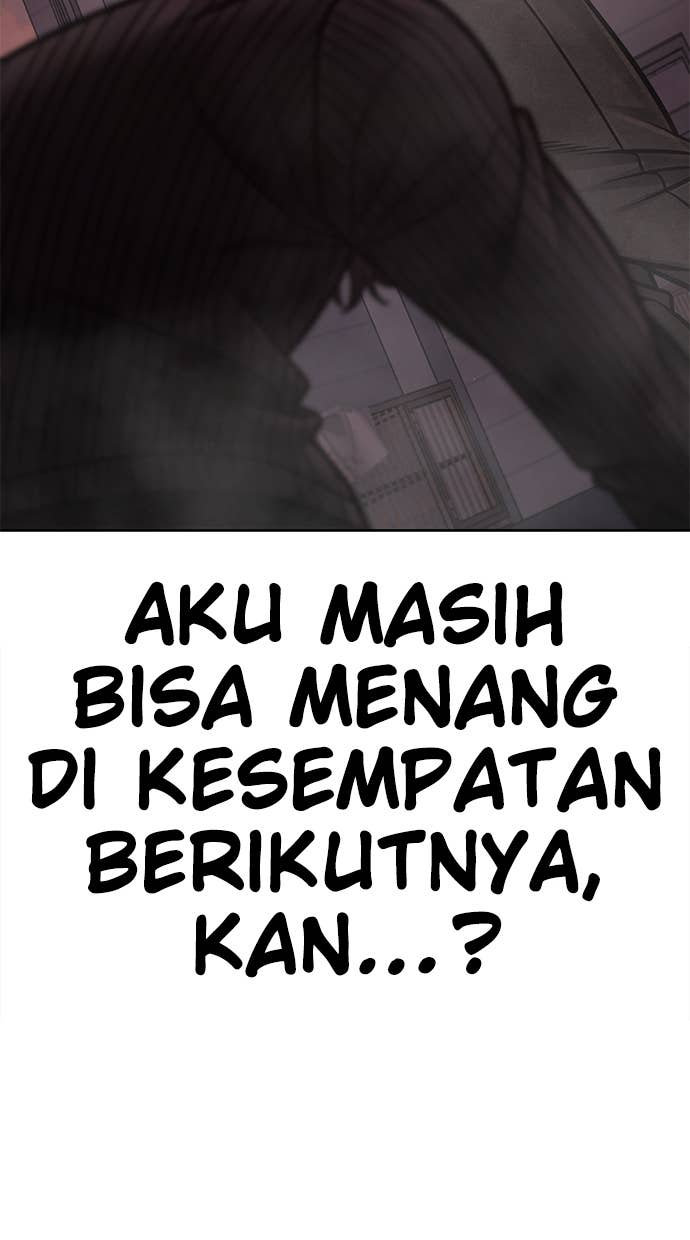 AKU MASIH
BISA MENANG
DI KESEMPATAN
BERIKUTNYA,
KAN...?